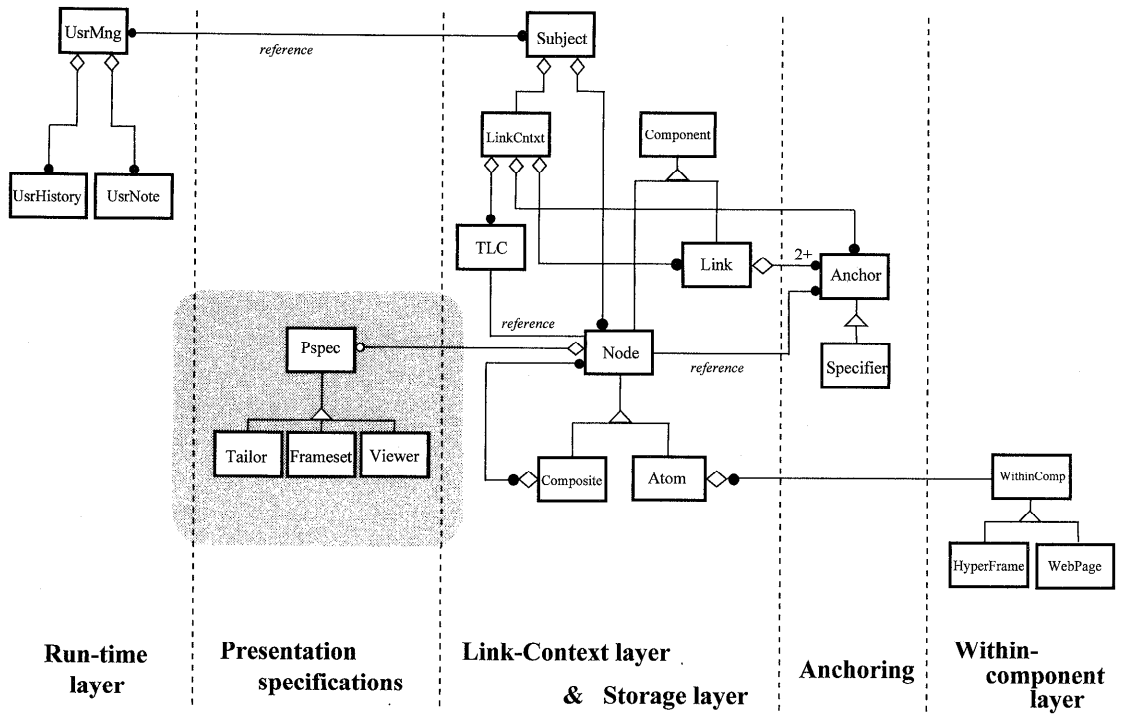 UsrMng
Subject
reference
LinkCntxt
Component
UsrHistory
UsrNote
TLC
Link
2+
Anchor
reference
Pspec
Node
reference
Specifier
Tailor
Frameset
Viewer
Composite
Atom
WithinComp
HyperFrame
WebPage
Run-time
layer
Presentation
specifications
Link-Context layer
& Storage layer
Anchoring
Within-
component
layer